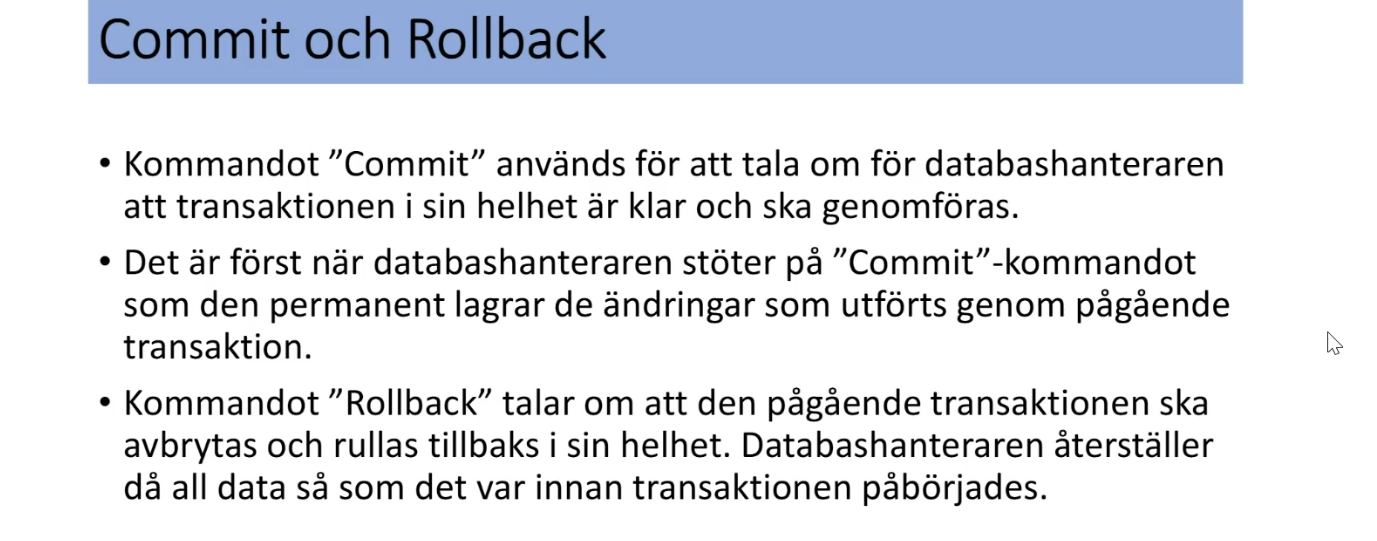 Commit och Rollback
• Kommandot ”Commit” används för att tala om för databashanteraren
att transaktionen i sin helhet är klar och ska genomföras.
• Det är först när databashanteraren stöter på ”Commit”-kommandot
som den permanent lagrar de ändringar som utförts genom pågående
transaktion.
• Kommandot ”Rollback” talar om att den pågående transaktionen ska
avbrytas och rullas tillbaks i sin helhet. Databashanteraren återställer
då all data så som det var innan transaktionen påbörjades.